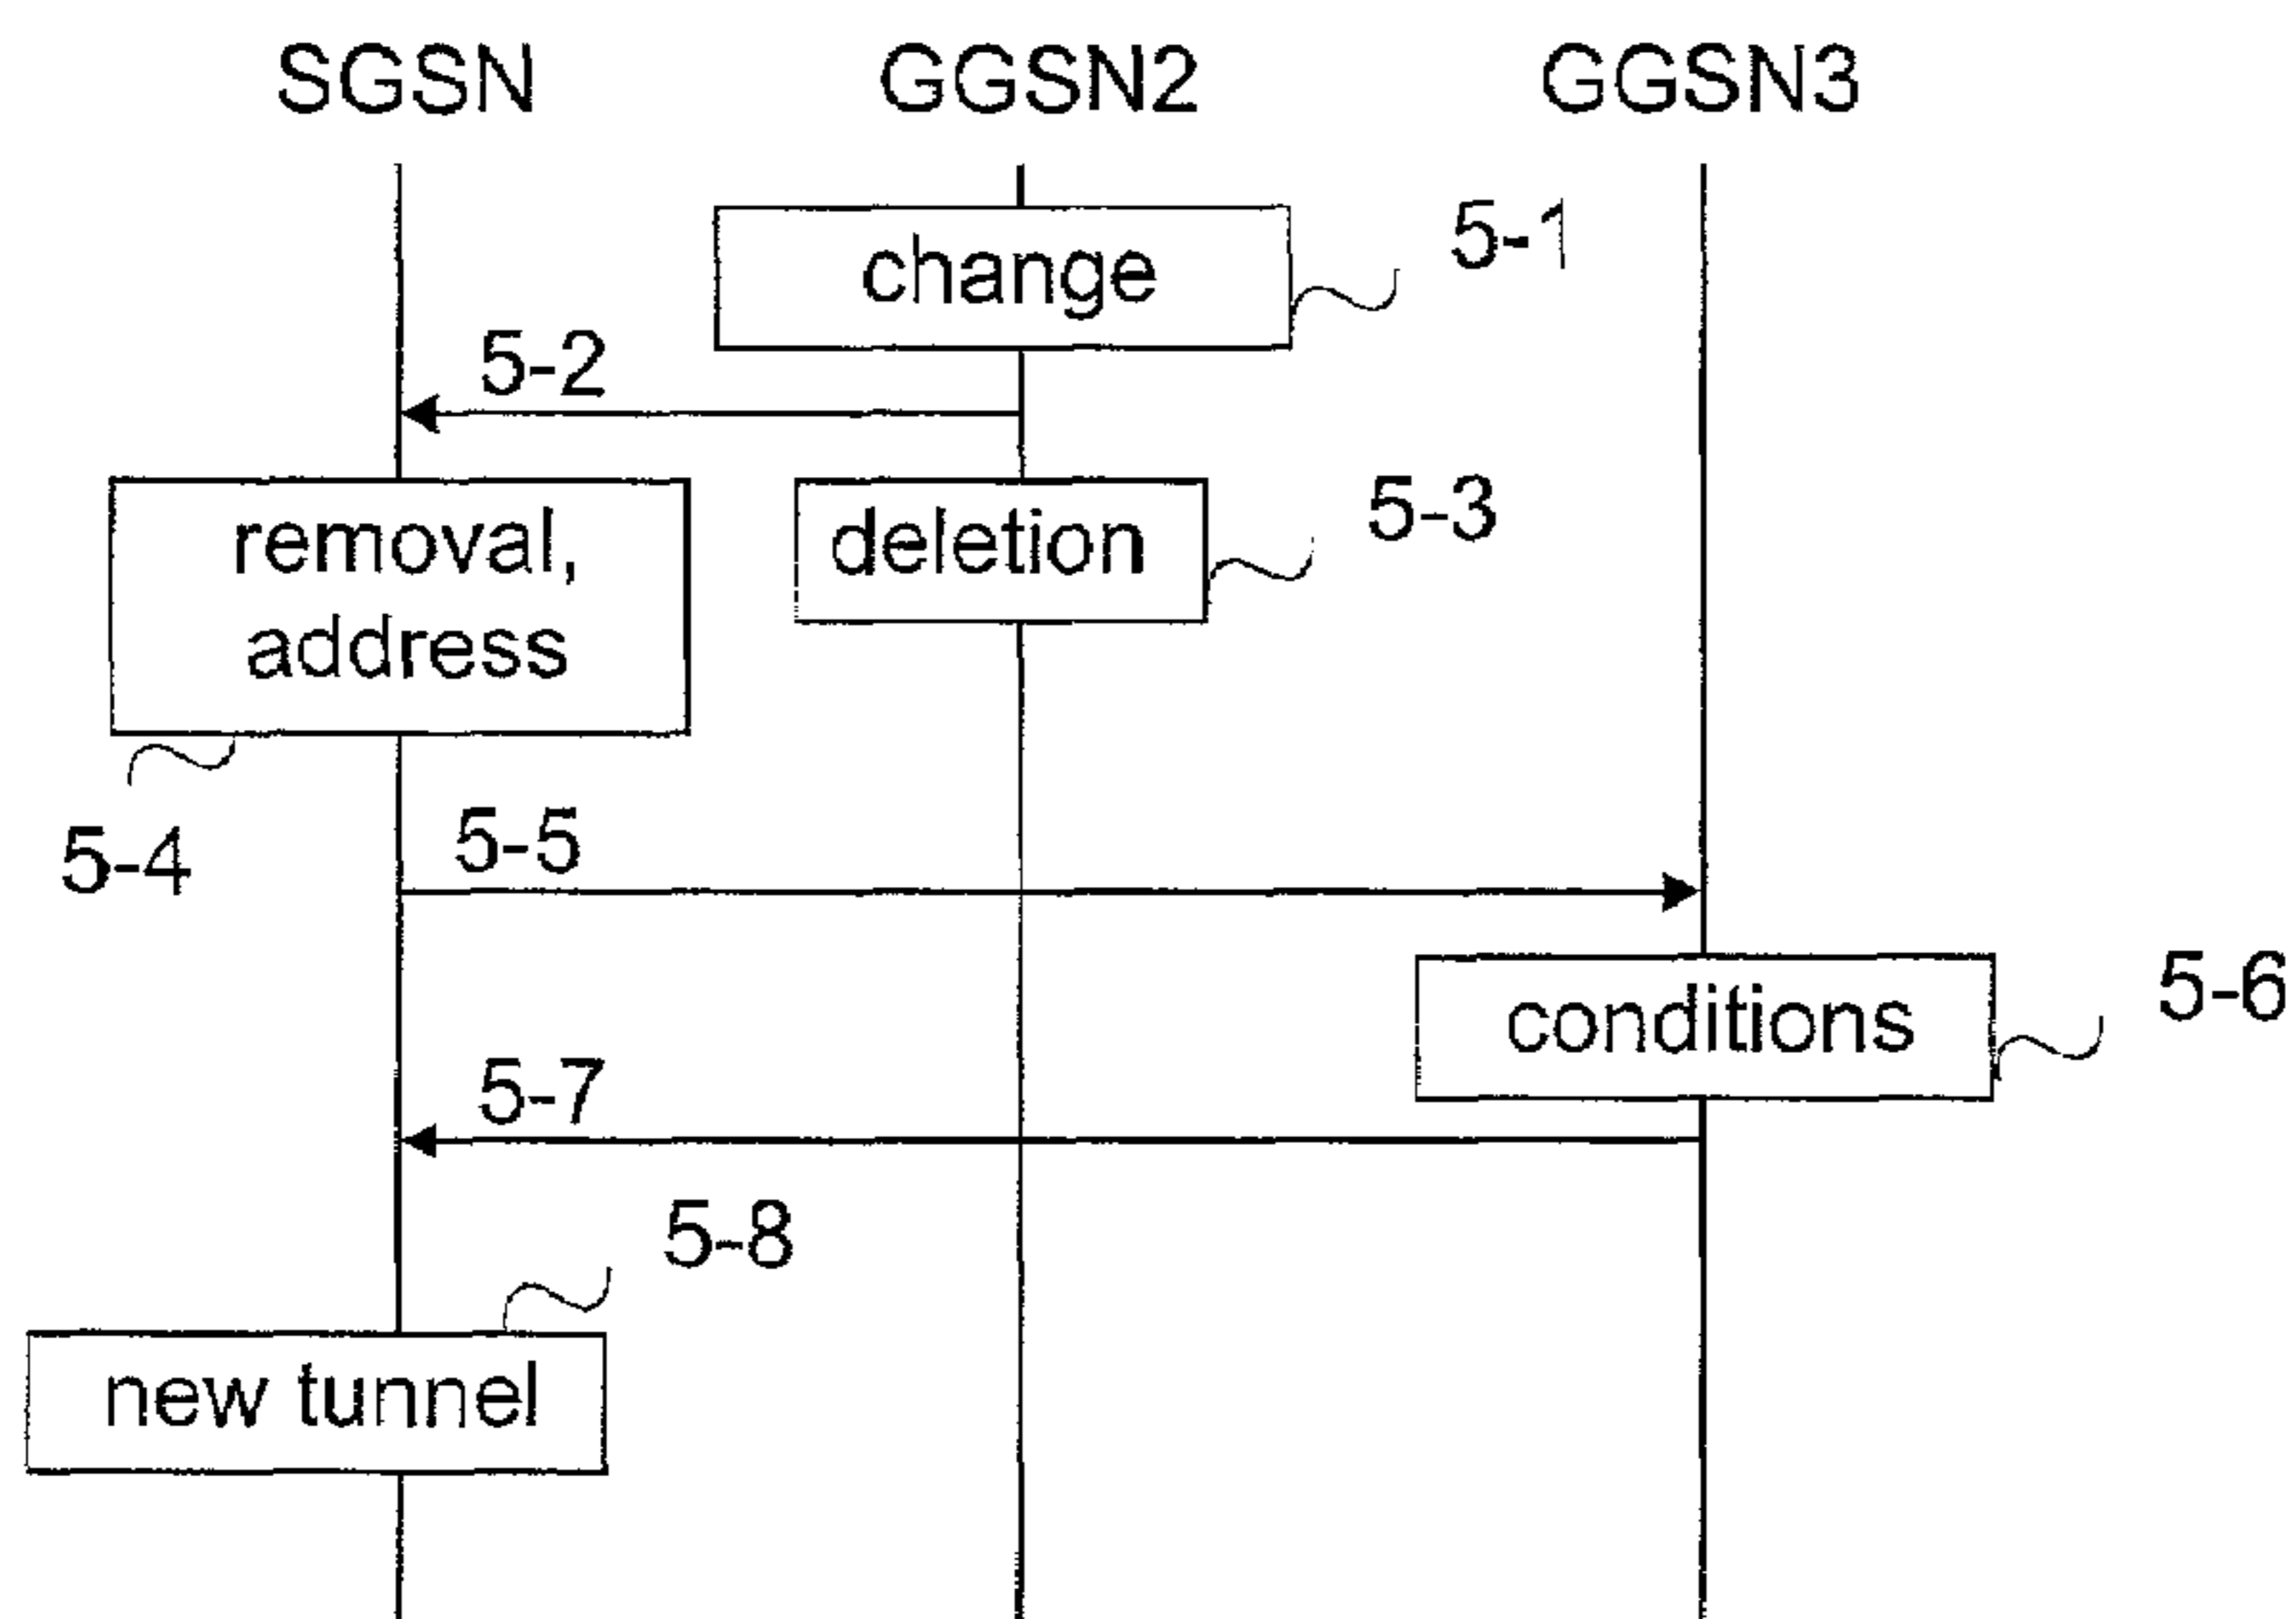 SGSN GGSN2 GGSN3
change 5-1
5-2
removal,
address
deletion 5-3
5-4
5-5
conditions 5-6
5-7
5-8
new tunnel